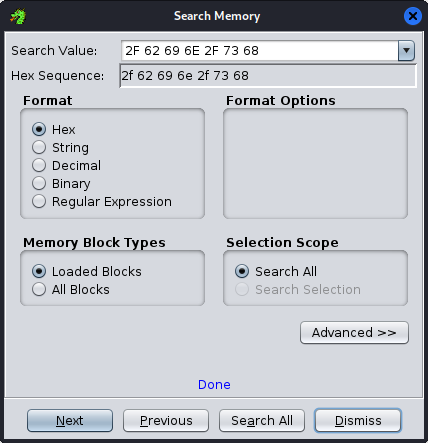 Search Memory
Search Value: 2F 62 69 6E 2F 73 68
Hex Sequence: 2f 62 69 6e 2f 73 68
Format
Hex
String
Decimal
Binary
Regular Expression
Format Options
Memory Block Types
Loaded Blocks
All Blocks
Selection Scope
Search All
Search Selection
Advanced >>
Done
Next Previous Search All Dismiss